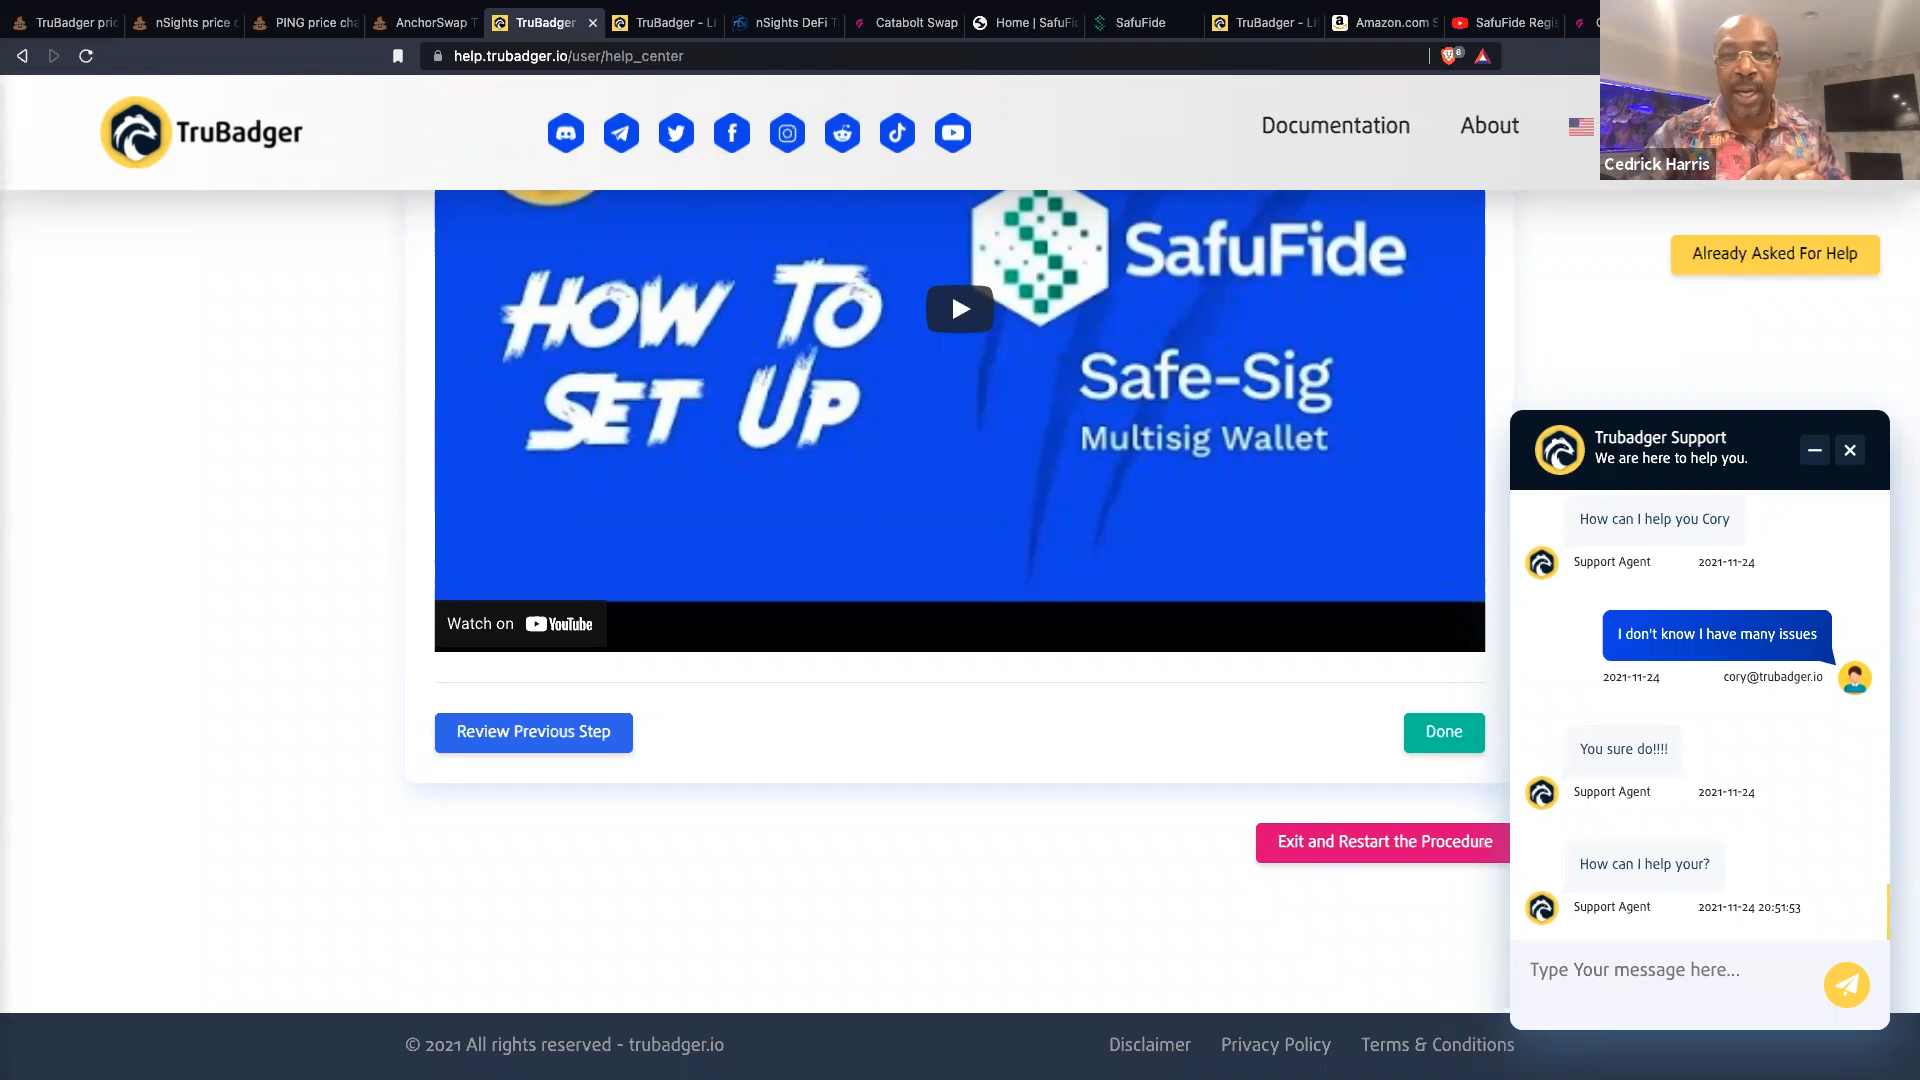 TruBadger pric
nSights price c
PING price cha
AnchorSwap T
TruBadger
TruBadger - Li
nSights DeFi T
Catabolt Swap
Home | SafuFi
SafuFide
TruBadger - Li
Amazon.com S
SafuFide Regi
help.trubadger.io/user/help_center
6
TruBadger
Documentation
About
Cedrick Harris
Already Asked For Help
HOW TO
SET UP
SafuFide
Safe-Sig
Multisig Wallet
Watch on YouTube
Review Previous Step
Done
Exit and Restart the Procedure
Trubadger Support
We are here to help you.
How can I help you Cory
Support Agent 2021-11-24
I don't know I have many issues
2021-11-24 cory@trubadger.io
You sure do!!!!
Support Agent 2021-11-24
How can I help your?
Support Agent 2021-11-24 20:51:53
Type Your message here...
© 2021 All rights reserved - trubadger.io
Disclaimer
Privacy Policy
Terms & Conditions